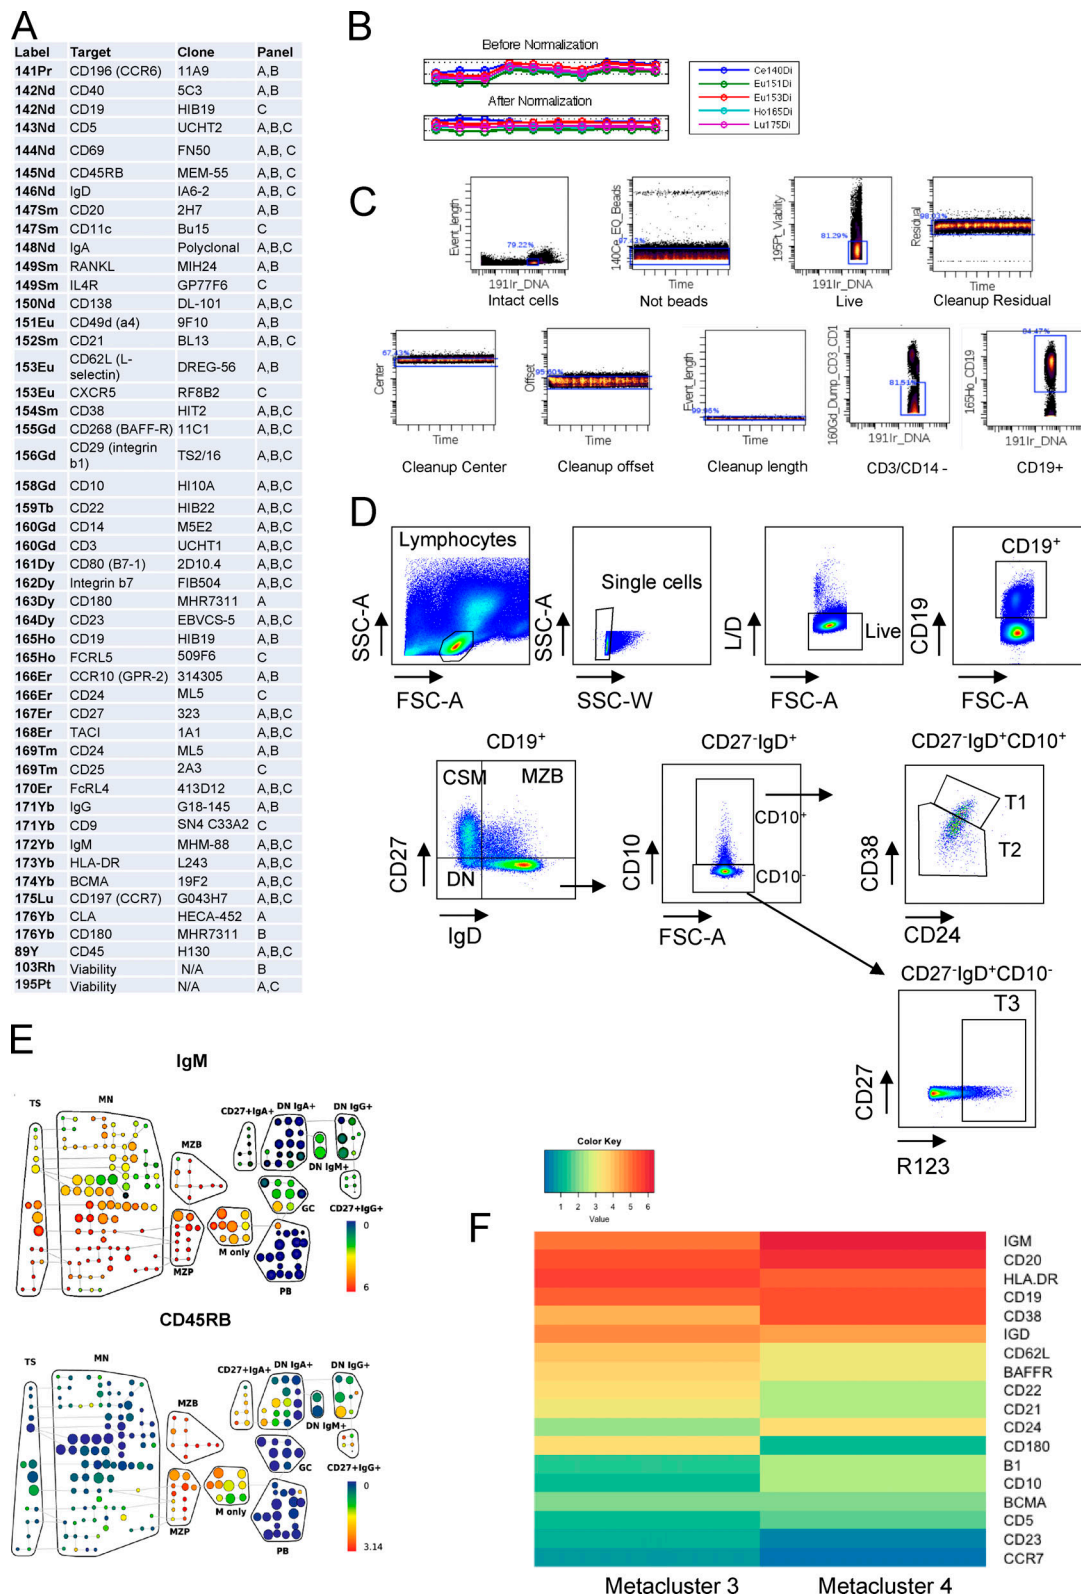 A
Label Target Clone Panel
141Pr CD196 (CCR6) 11A9 A,B
142Nd CD40 5C3 A,B
142Nd CD19 HIB19 C
143Nd CD5 UCHT2 A,B,C
144Nd CD69 FN50 A,B, C
145Nd CD45RB MEM-55 A,B, C
146Nd IgD IA6-2 A,B, C
147Sm CD20 2H7 A,B
147Sm CD11c Bu15 C
148Nd IgA Polyclonal A,B,C
149Sm RANKL MIH24 A,B
149Sm IL4R GP77F6 C
150Nd CD138 DL-101 A,B,C
151Eu CD49d (a4) 9F10 A,B
152Sm CD21 BL13 A,B, C
153Eu CD62L (L-selectin) DREG-56 A,B
153Eu CXCR5 RF8B2 C
154Sm CD38 HIT2 A,B,C
155Gd CD268 (BAFF-R) 11C1 A,B,C
156Gd CD29 (integrin b1) TS2/16 A,B,C
158Gd CD10 HI10A A,B,C
159Tb CD22 HIB22 A,B,C
160Gd CD14 M5E2 A,B,C
160Gd CD3 UCHT1 A,B,C
161Dy CD80 (B7-1) 2D10.4 A,B,C
162Dy Integrin b7 FIB504 A,B,C
163Dy CD180 MHR7311 A
164Dy CD23 EBVCS-5 A,B,C
165Ho CD19 HIB19 A,B
165Ho FCRL5 509F6 C
166Er CCR10 (GPR-2) 314305 A,B
166Er CD24 ML5 C
167Er CD27 323 A,B,C
168Er TACI 1A1 A,B,C
169Tm CD24 ML5 A,B
169Tm CD25 2A3 C
170Er FcRL4 413D12 A,B,C
171Yb IgG G18-145 A,B
171Yb CD9 SN4 C33A2 C
172Yb IgM MHM-88 A,B,C
173Yb HLA-DR L243 A,B,C
174Yb BCMA 19F2 A,B,C
175Lu CD197 (CCR7) G043H7 A,B,C
176Yb CLA HECA-452 A
176Yb CD180 MHR7311 B
89Y CD45 H130 A,B,C
103Rh Viability N/A B
195Pt Viability N/A A,C
B
Before Normalization
After Normalization
Ce140Di
Eu151Di
Eu153Di
Ho165Di
Lu175Di
C
Event_length
79.22%
191Ir_DNA
Intact cells
140Ce_EQ_Beads
97.13%
Time
Not beads
195Pt_Viability
81.29%
191Ir_DNA
Live
Residual
98.03%
Time
Cleanup Residual
Center
Time
Cleanup Center
Offset
Time
Cleanup offset
Event_length
Time
Cleanup length
160Gd_Dump_CD3_CD1
81.51%
191Ir_DNA
CD3/CD14 -
165Ho_CD19
84.47%
191Ir_DNA
CD19+
D
Lymphocytes
SSC-A
FSC-A
Single cells
SSC-A
SSC-W
Live
L/D
FSC-A
CD19+
CD19
FSC-A
CD19+
CSM MZB
DN
CD27
IgD
CD27-IgD+
CD10+
CD10-
CD10
FSC-A
CD27-IgD+CD10+
T1
T2
CD38
CD24
CD27-IgD+CD10-
T3
CD27
R123
E
IgM
TS MN MZB CD27+IgA+ DN IgA+ DN IgG+
DN IgM+
GC CD27+IgG+
MZP M only PB
0
6
CD45RB
TS MN MZB CD27+IgA+ DN IgA+ DN IgG+
DN IgM+
GC CD27+IgG+
MZP M only PB
0
3.14
Color Key
1 2 3 4 5 6
Value
F
IGM
CD20
HLA.DR
CD19
CD38
IGD
CD62L
BAFFR
CD22
CD21
CD24
CD180
B1
CD10
BCMA
CD5
CD23
CCR7
Metacluster 3 Metacluster 4